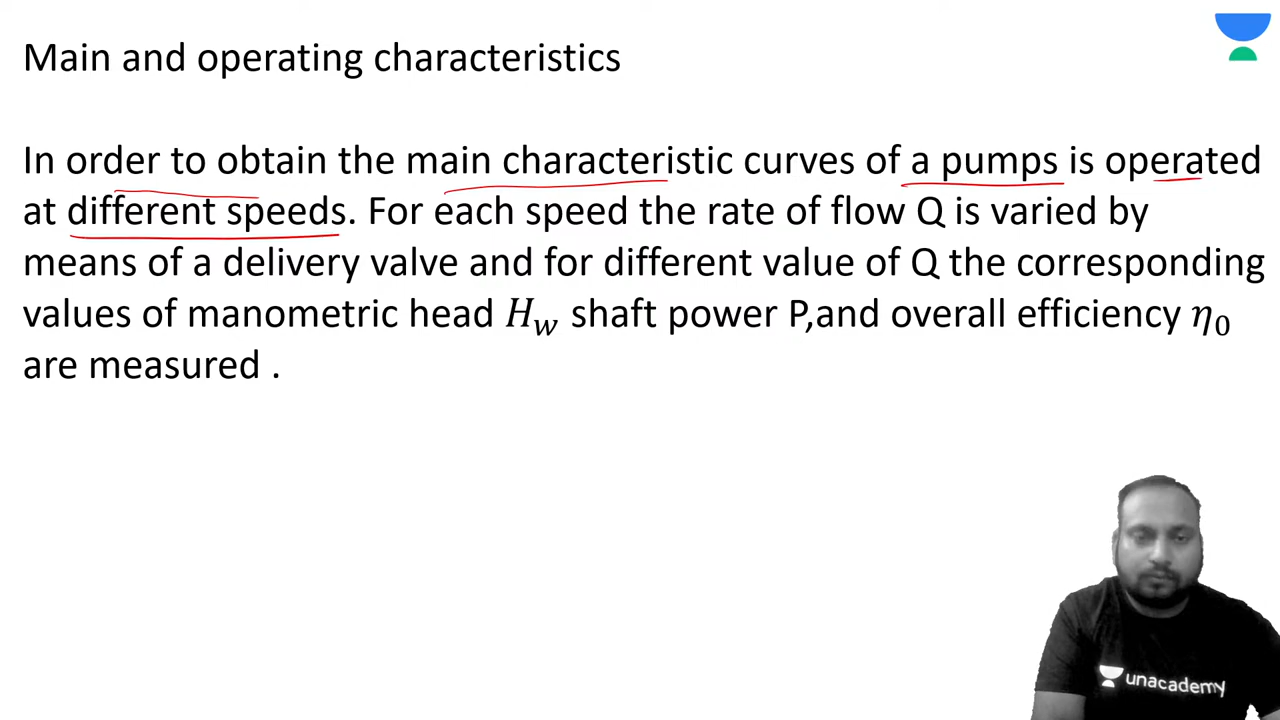 Main and operating characteristics
In order to obtain the main characteristic curves of a pumps is operated
at different speeds. For each speed the rate of flow Q is varied by
means of a delivery valve and for different value of Q the corresponding
values of manometric head H_w shaft power P,and overall efficiency η_0
are measured .
unacademy